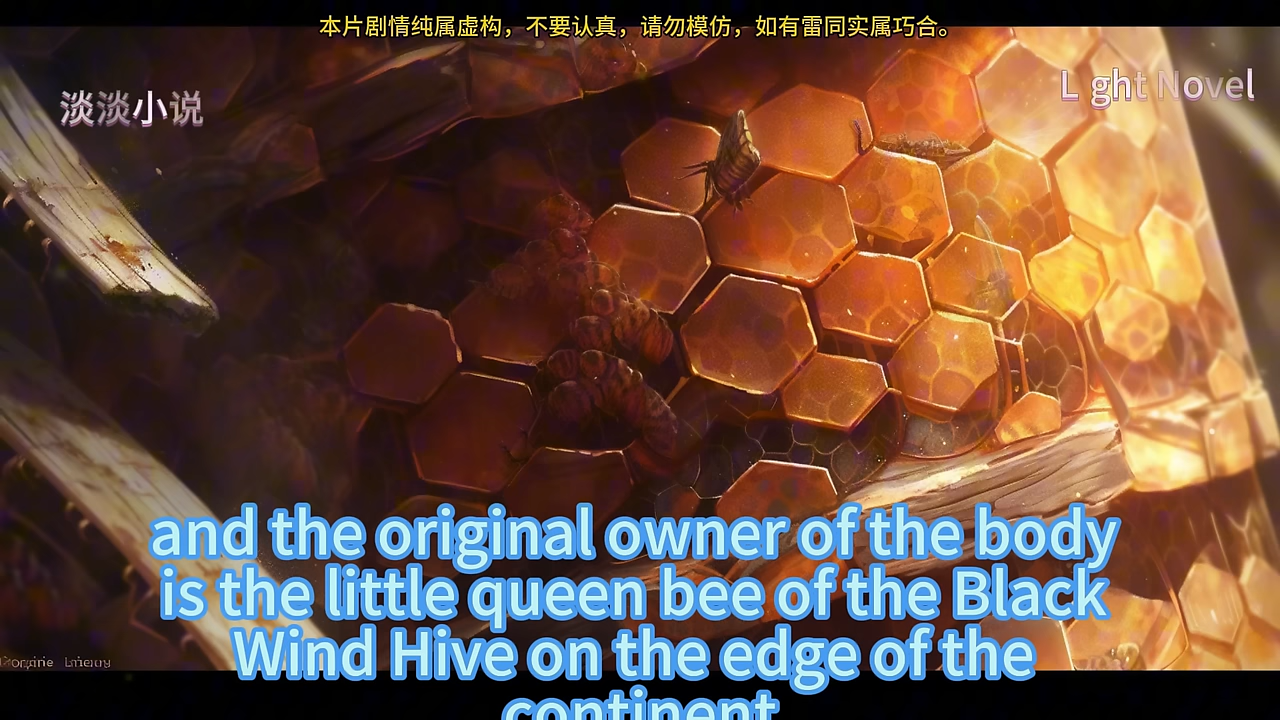 本片剧情纯属虚构，不要认真，请勿模仿，如有雷同实属巧合。
淡淡小说
L ght Novel
and the original owner of the body
is the little queen bee of the Black
Wind Hive on the edge of the
continent